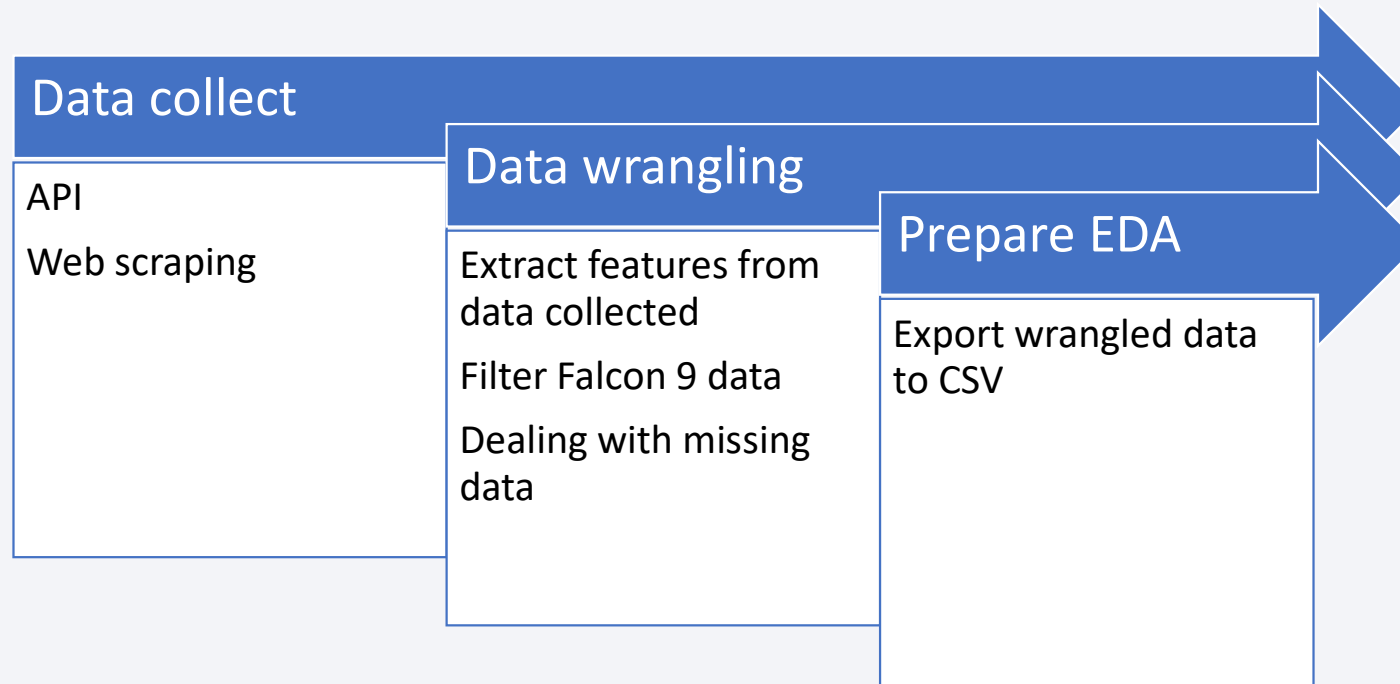 Data collect
API
Web scraping
Data wrangling
Extract features from
data collected
Filter Falcon 9 data
Dealing with missing
data
Prepare EDA
Export wrangled data
to CSV